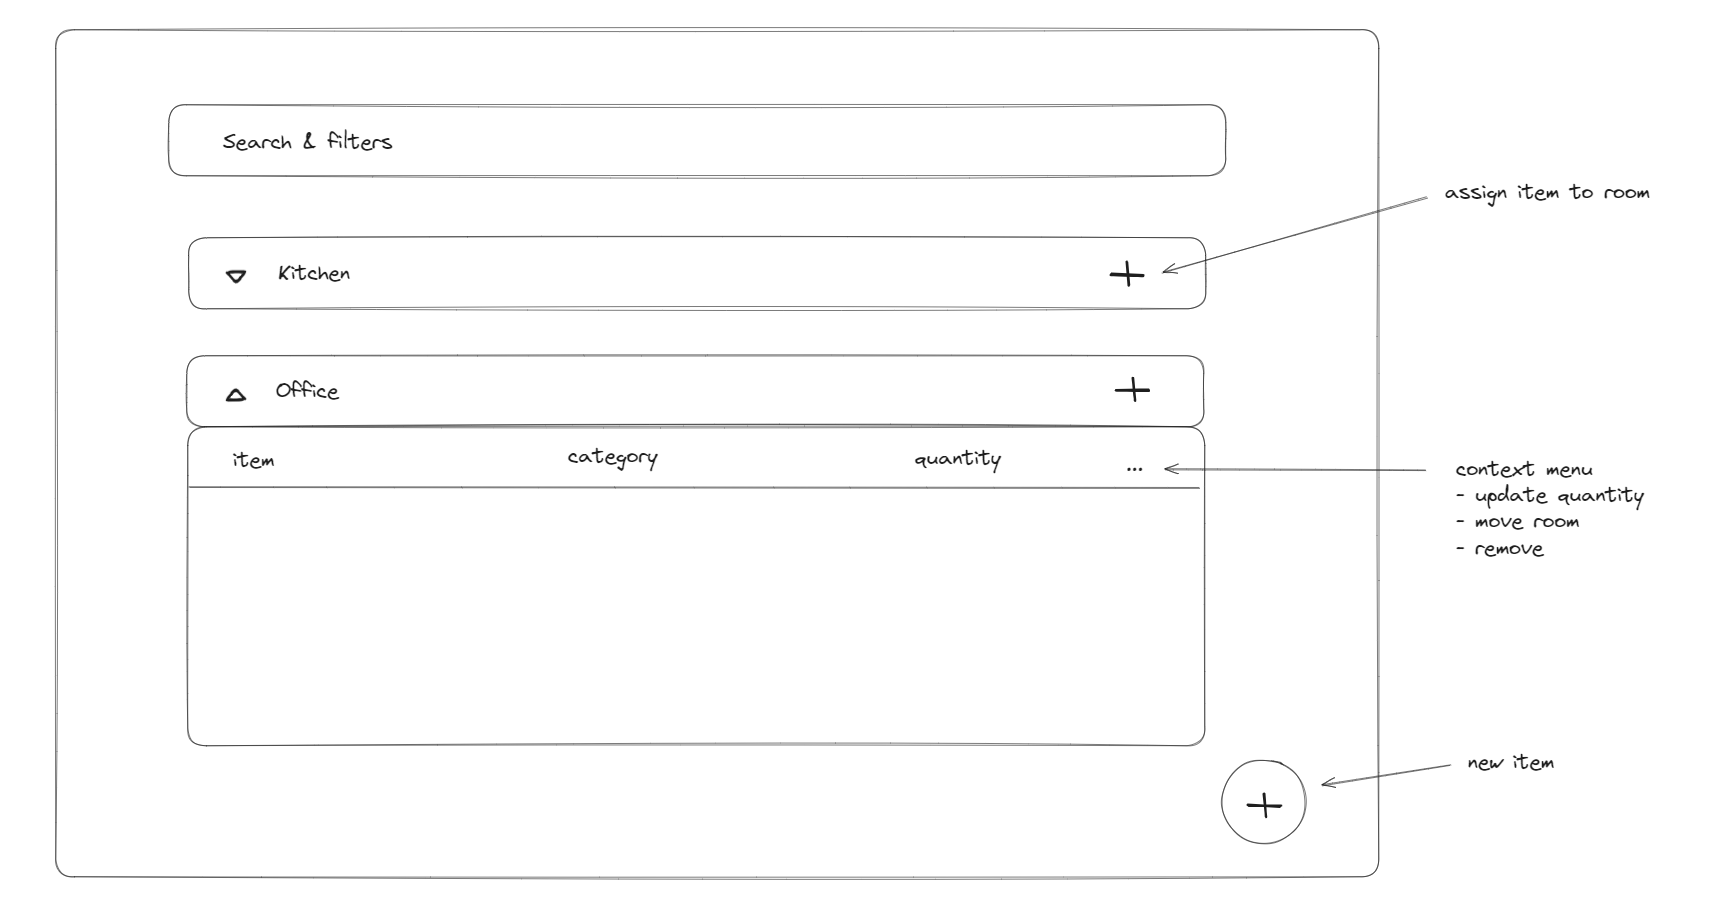 Search & filters
assign item to room
Kitchen
Office
item category quantity ...
context menu
- update quantity
- move room
- remove
new item